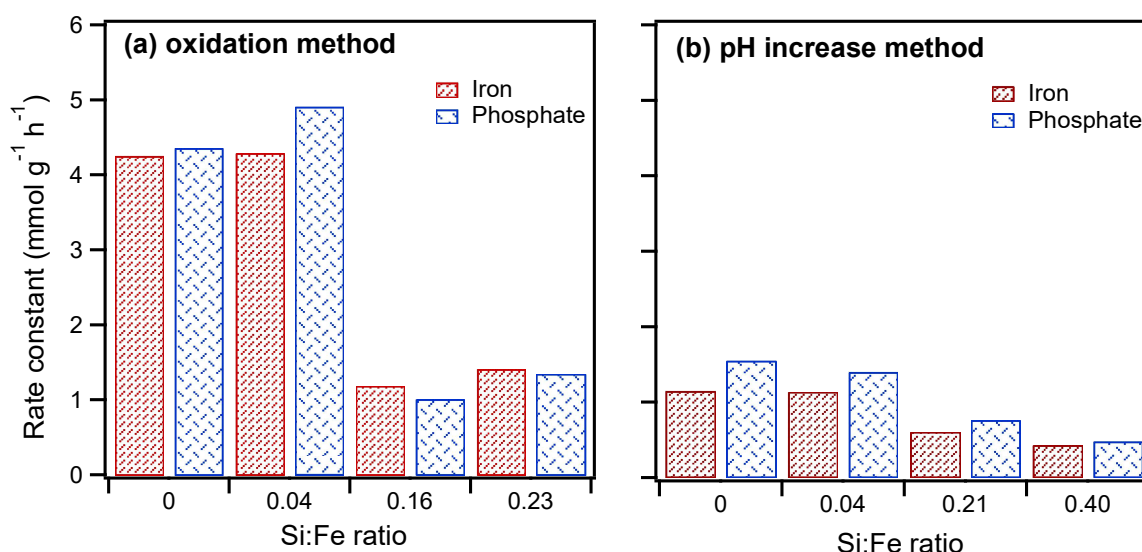 (a) oxidation method
Iron
Phosphate
Rate constant (mmol g⁻¹ h⁻¹)
6
5
4
3
2
1
0
0 0.04 0.16 0.23
Si:Fe ratio
(b) pH increase method
Iron
Phosphate
0 0.04 0.21 0.40
Si:Fe ratio